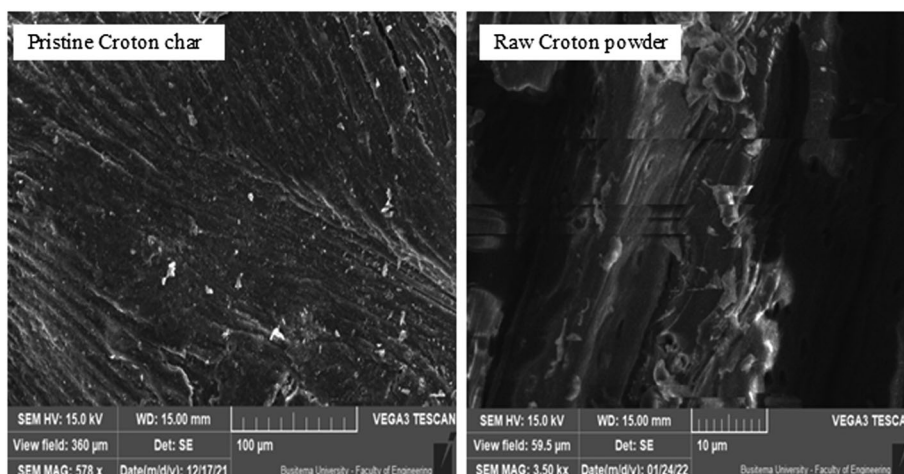 Pristine Croton char
SEM HV: 15.0 kV
WD: 15.00 mm
VEGA3 TESCAN
View field: 360 µm
Det: SE
100 µm
SEM MAG: 578 x
Date(m/d/y): 12/17/21
Busitema University - Faculty of Engineering
Raw Croton powder
SEM HV: 15.0 kV
WD: 15.00 mm
VEGA3 TESCAN
View field: 59.5 µm
Det: SE
10 µm
SEM MAG: 3.50 kx
Date(m/d/y): 01/24/22
Busitema University - Faculty of Engineering